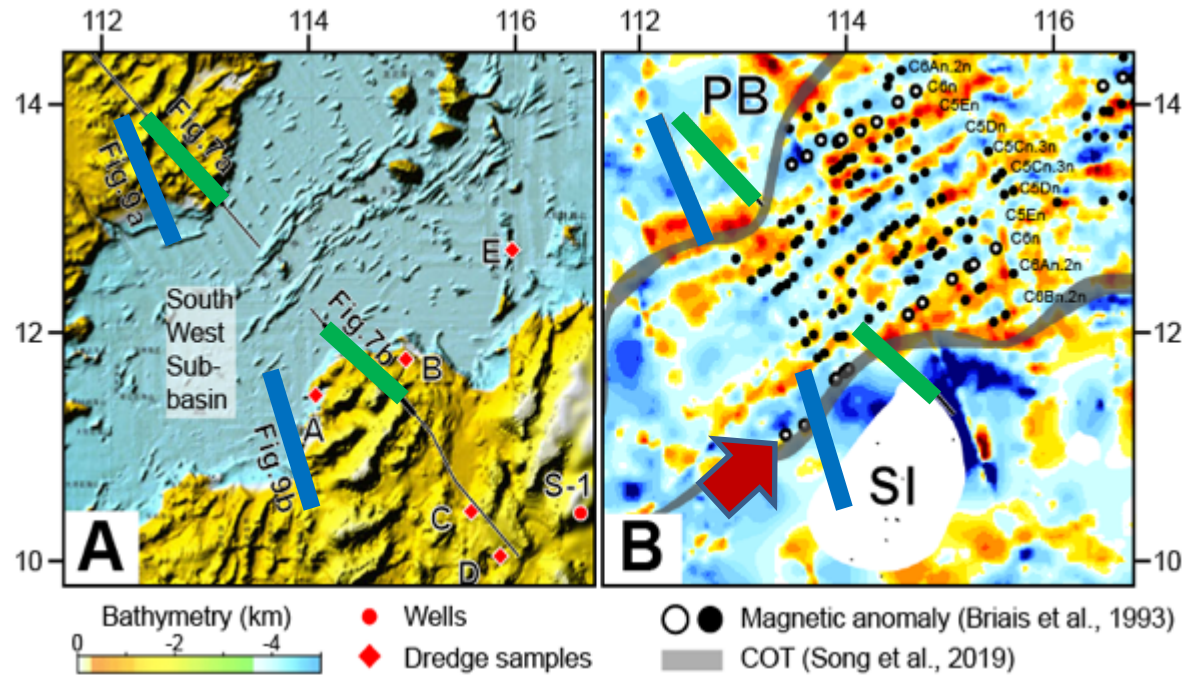 112 114 116
112 114 116
14
12
10
14
12
10
Fig.7a
Fig.9a
E
South
West
Sub-
basin
Fig.7b
B
A
Fig.9b
S-1
C
D
A
PB
C6An.2n
C6n
C5En
C5Dn
C5Cn.3n
C5Cn.3n
C5Dn
C5En
C6n
C6An.2n
C6Bn.2n
SI
B
Bathymetry (km)
0 -2 -4
Wells
Dredge samples
Magnetic anomaly (Briais et al., 1993)
COT (Song et al., 2019)